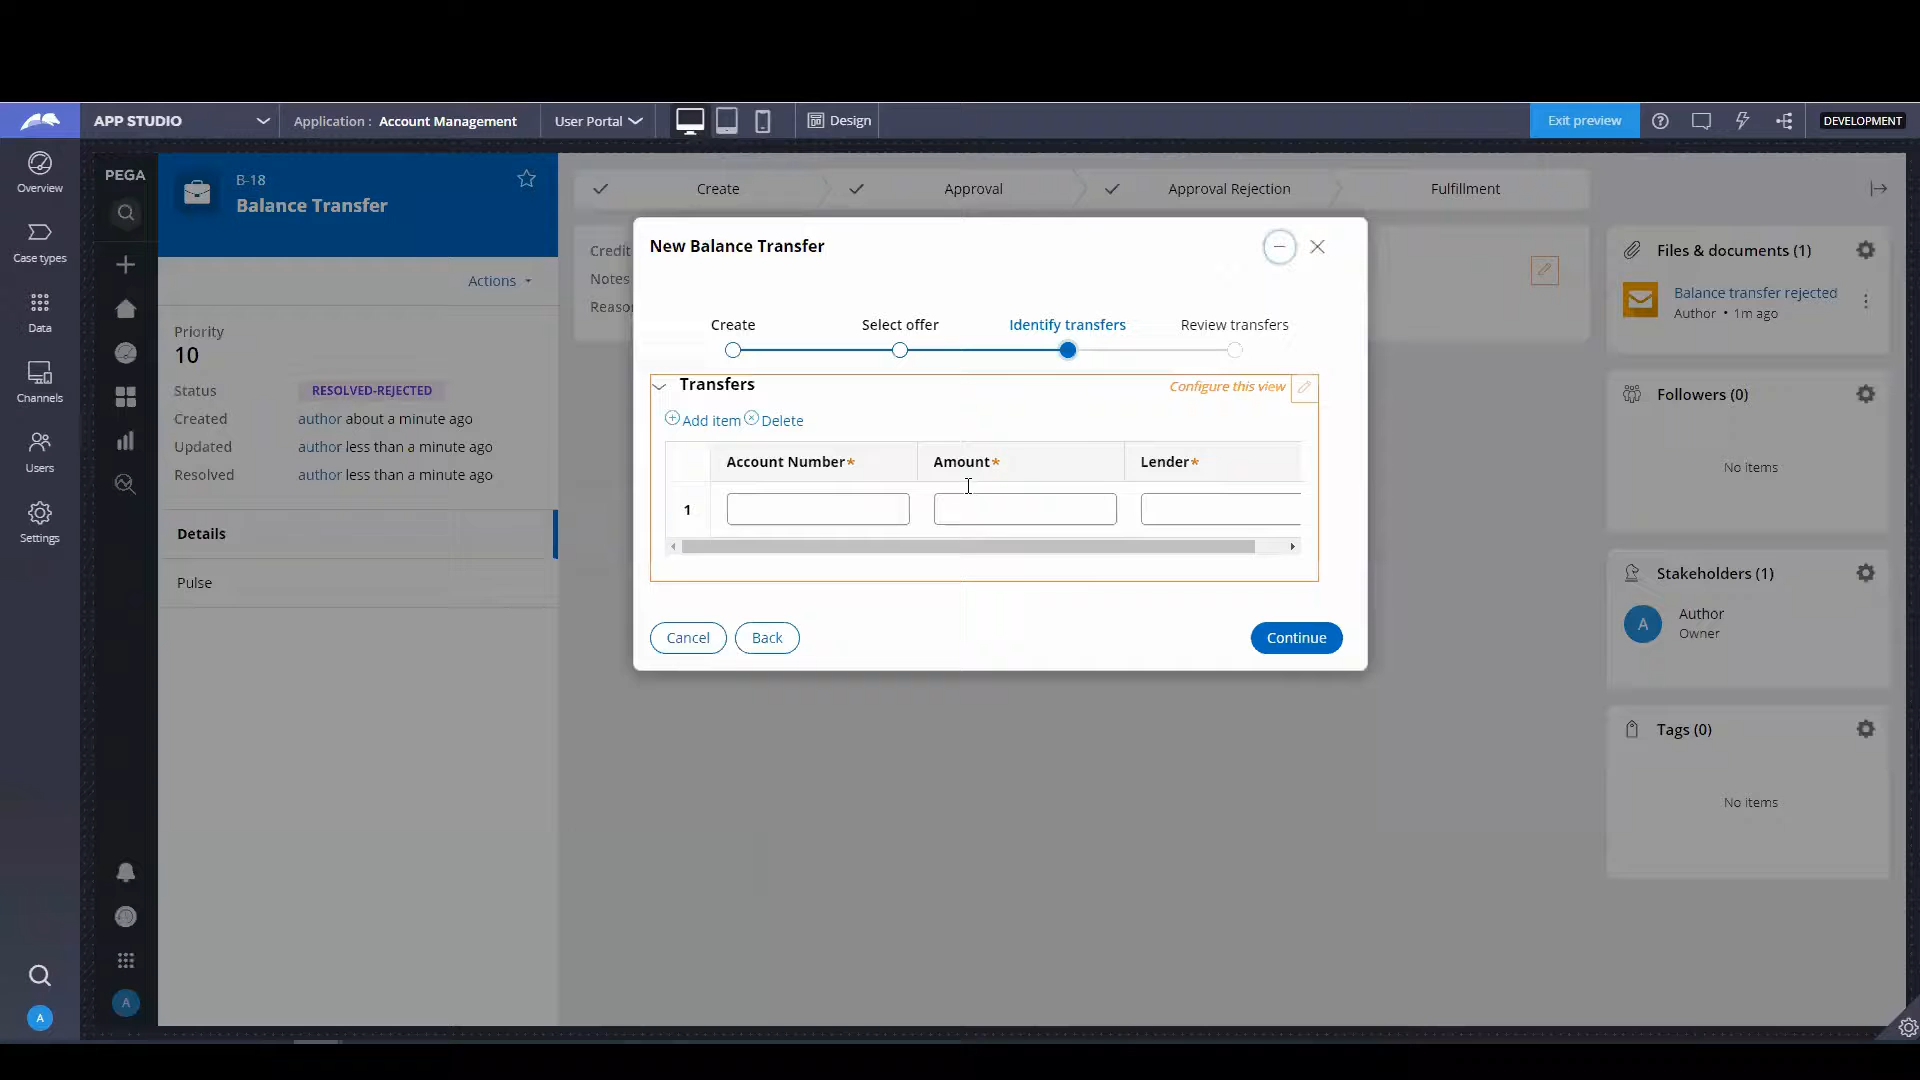 APP STUDIO
Application : Account Management
User Portal
Design
Exit preview
DEVELOPMENT
Overview
Case types
Data
Channels
Users
Settings
A
PEGA
A
B-18
Balance Transfer
Actions
Priority
10
Status RESOLVED-REJECTED
Created author about a minute ago
Updated author less than a minute ago
Resolved author less than a minute ago
Details
Pulse
Create
Approval
Approval Rejection
Fulfillment
Credit
Notes
Reason
New Balance Transfer
Create
Select offer
Identify transfers
Review transfers
Transfers
Configure this view
Add item Delete
Account Number* Amount* Lender*
1
Cancel
Back
Continue
Files & documents (1)
Balance transfer rejected
Author • 1m ago
Followers (0)
No items
Stakeholders (1)
A
Author
Owner
Tags (0)
No items